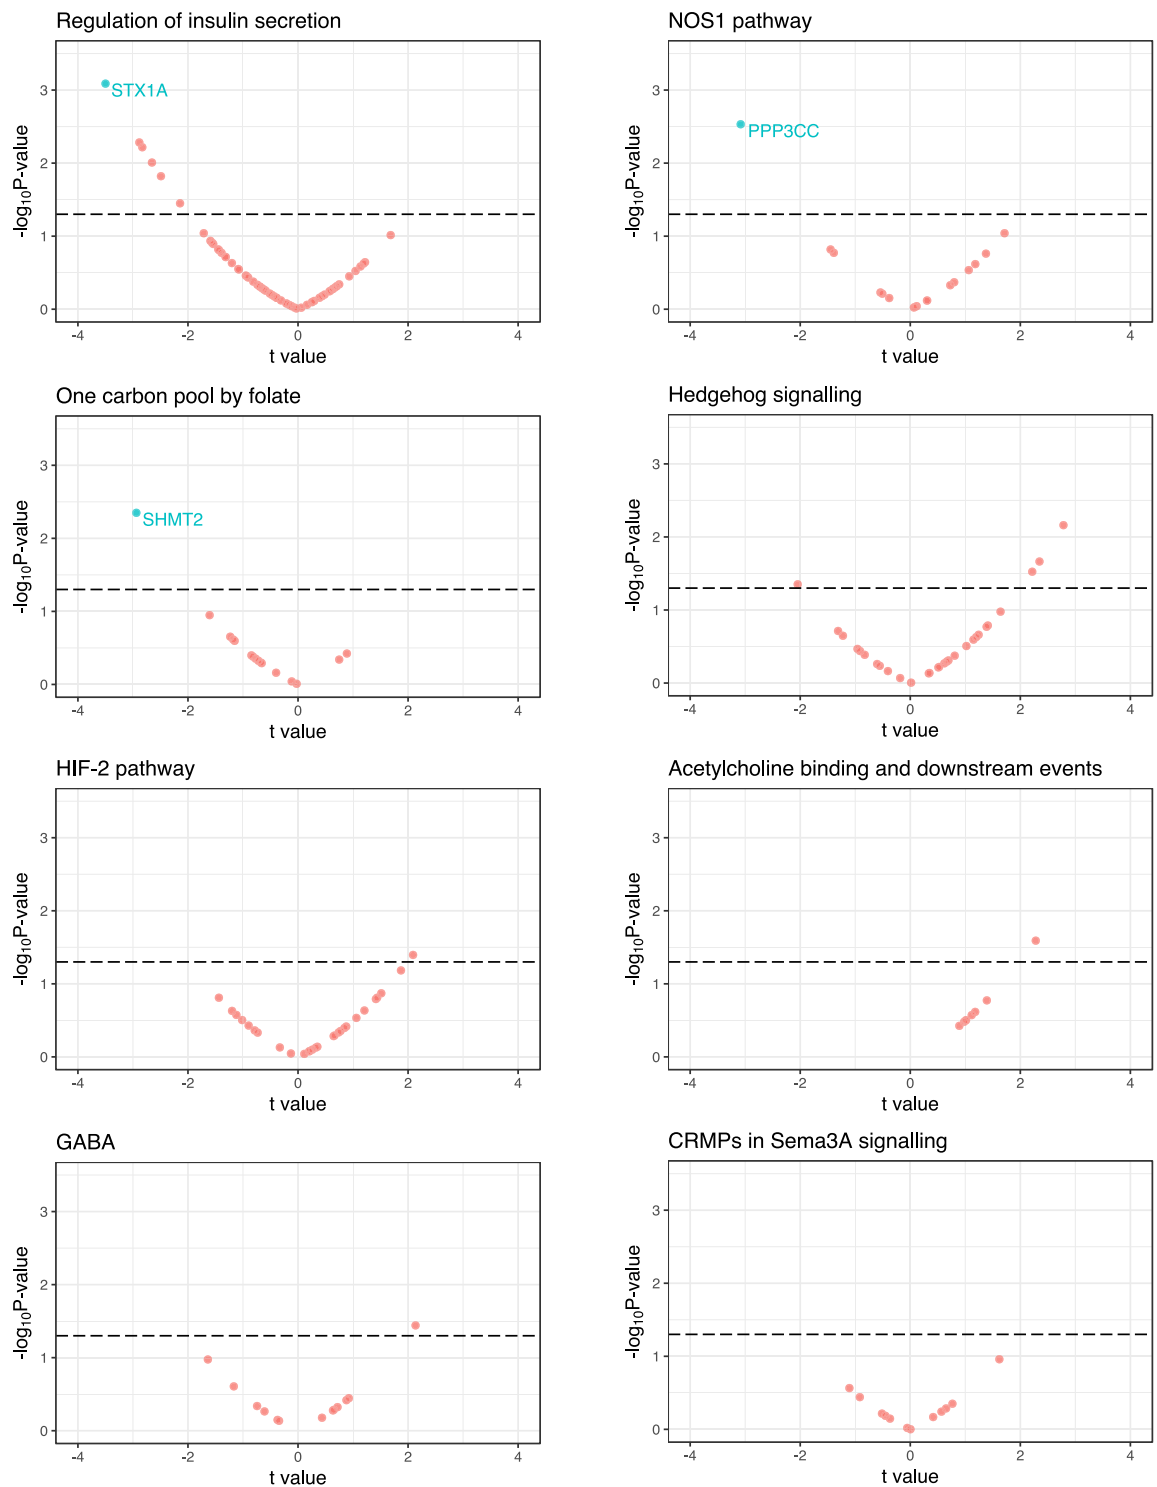 Regulation of insulin secretion
-log10P-value
3
2
1
0
STX1A
-4 -2 0 2 4
t value
NOS1 pathway
-log10P-value
3
2
1
0
PPP3CC
-4 -2 0 2 4
t value
One carbon pool by folate
-log10P-value
3
2
1
0
SHMT2
-4 -2 0 2 4
t value
Hedgehog signalling
-log10P-value
3
2
1
0
-4 -2 0 2 4
t value
HIF-2 pathway
-log10P-value
3
2
1
0
-4 -2 0 2 4
t value
Acetylcholine binding and downstream events
-log10P-value
3
2
1
0
-4 -2 0 2 4
t value
GABA
-log10P-value
3
2
1
0
-4 -2 0 2 4
t value
CRMPs in Sema3A signalling
-log10P-value
3
2
1
0
-4 -2 0 2 4
t value